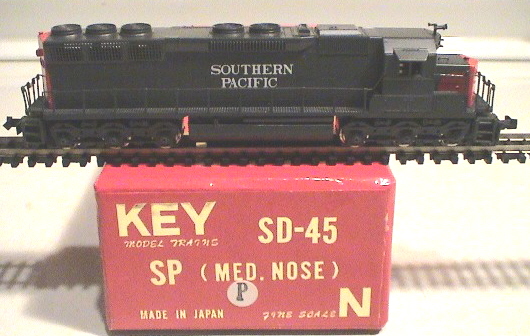 SOUTHERN
PACIFIC
KEY
MODEL TRAINS
SD-45
SP (MED. NOSE)
P
MADE IN JAPAN
FINE SCALE N